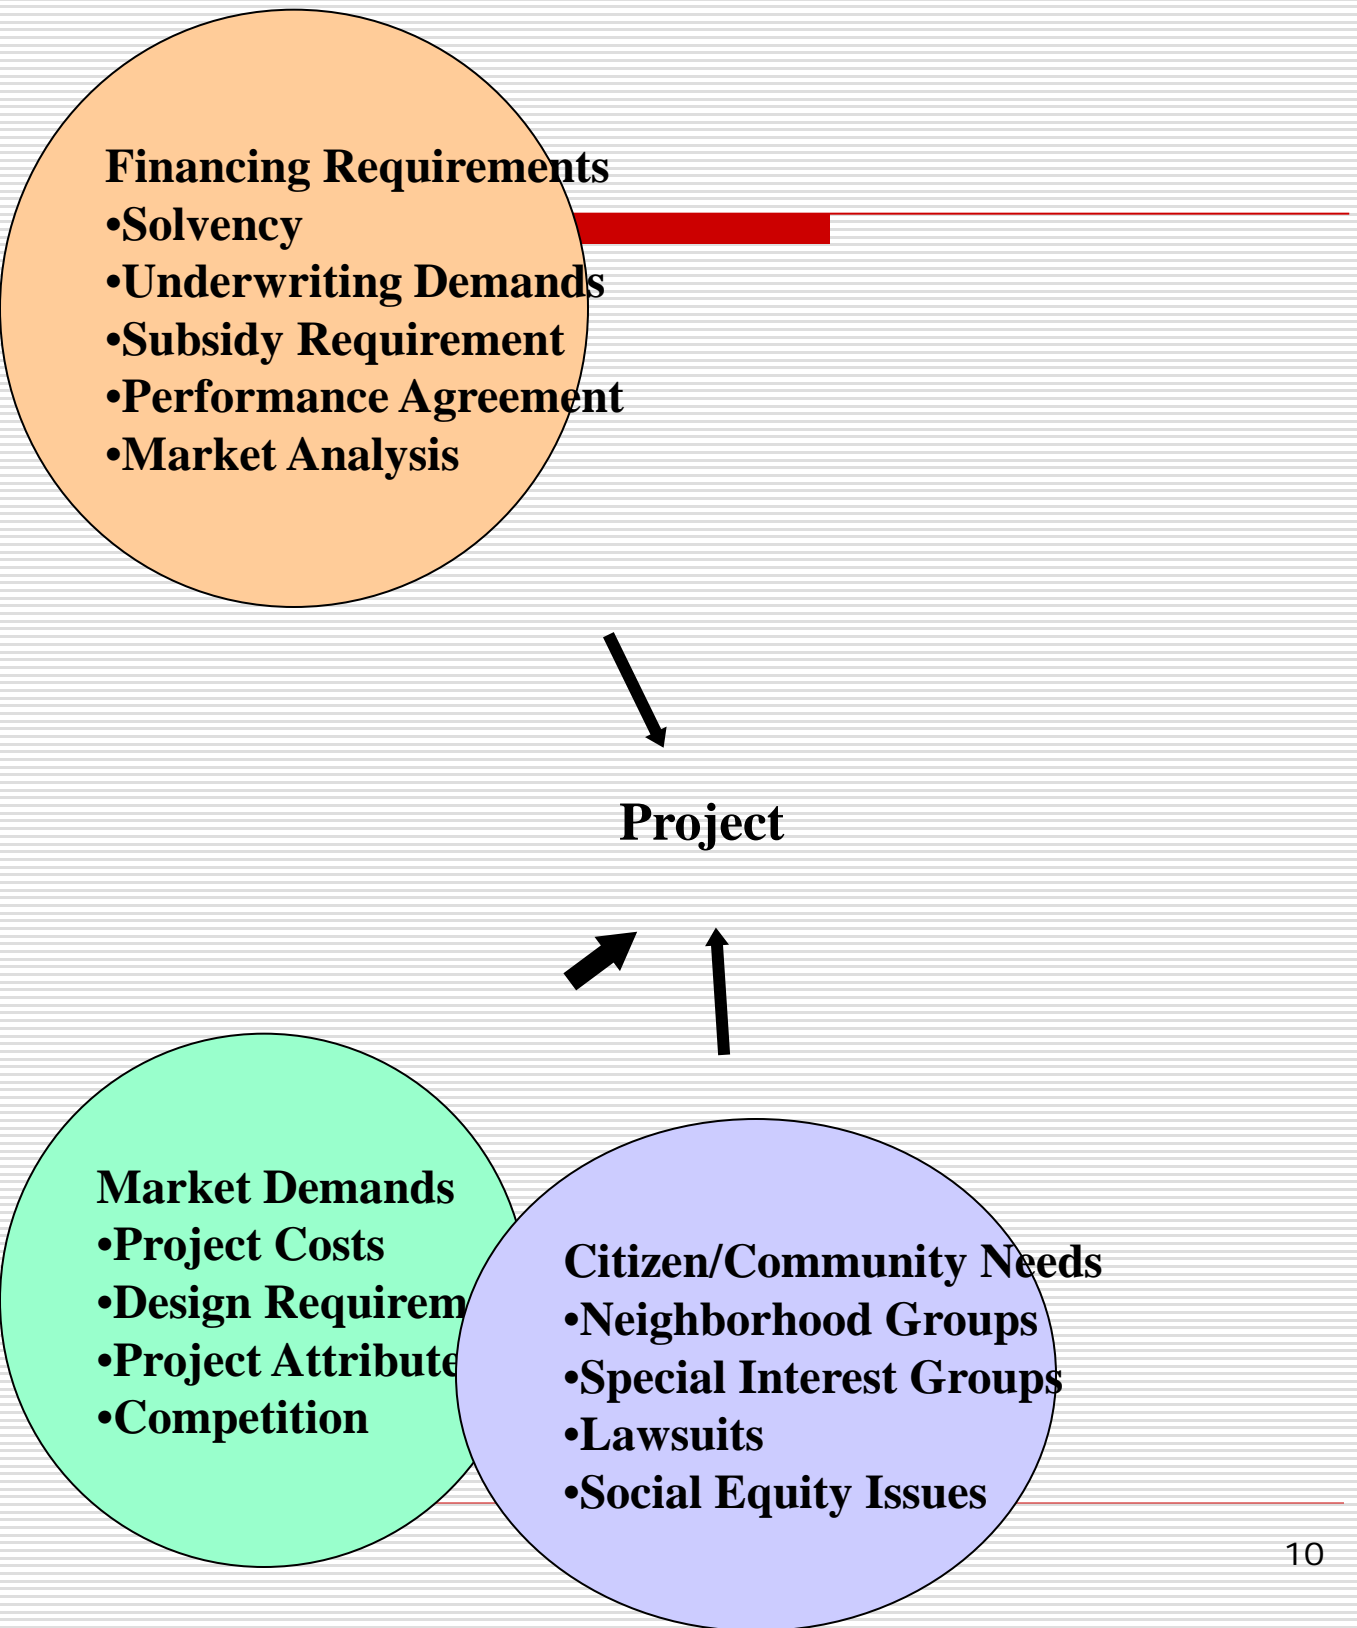 Financing Requirements
•Solvency
•Underwriting Demands
•Subsidy Requirement
•Performance Agreement
•Market Analysis
Project
Market Demands
•Project Costs
•Design Requirem
•Project Attribute
•Competition
Citizen/Community Needs
•Neighborhood Groups
•Special Interest Groups
•Lawsuits
•Social Equity Issues
10